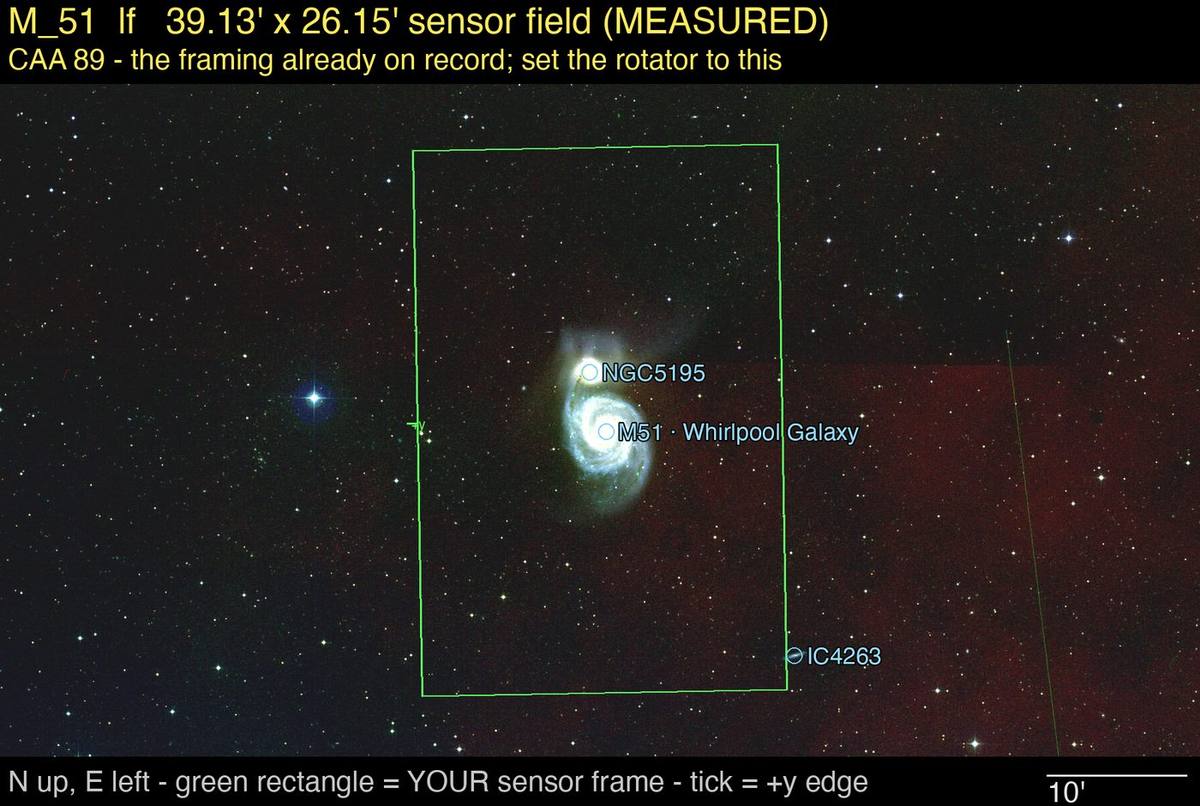 M_51 lf 39.13' x 26.15' sensor field (MEASURED)
CAA 89 - the framing already on record; set the rotator to this
NGC5195
+y
M51 · Whirlpool Galaxy
IC4263
N up, E left - green rectangle = YOUR sensor frame - tick = +y edge
10'